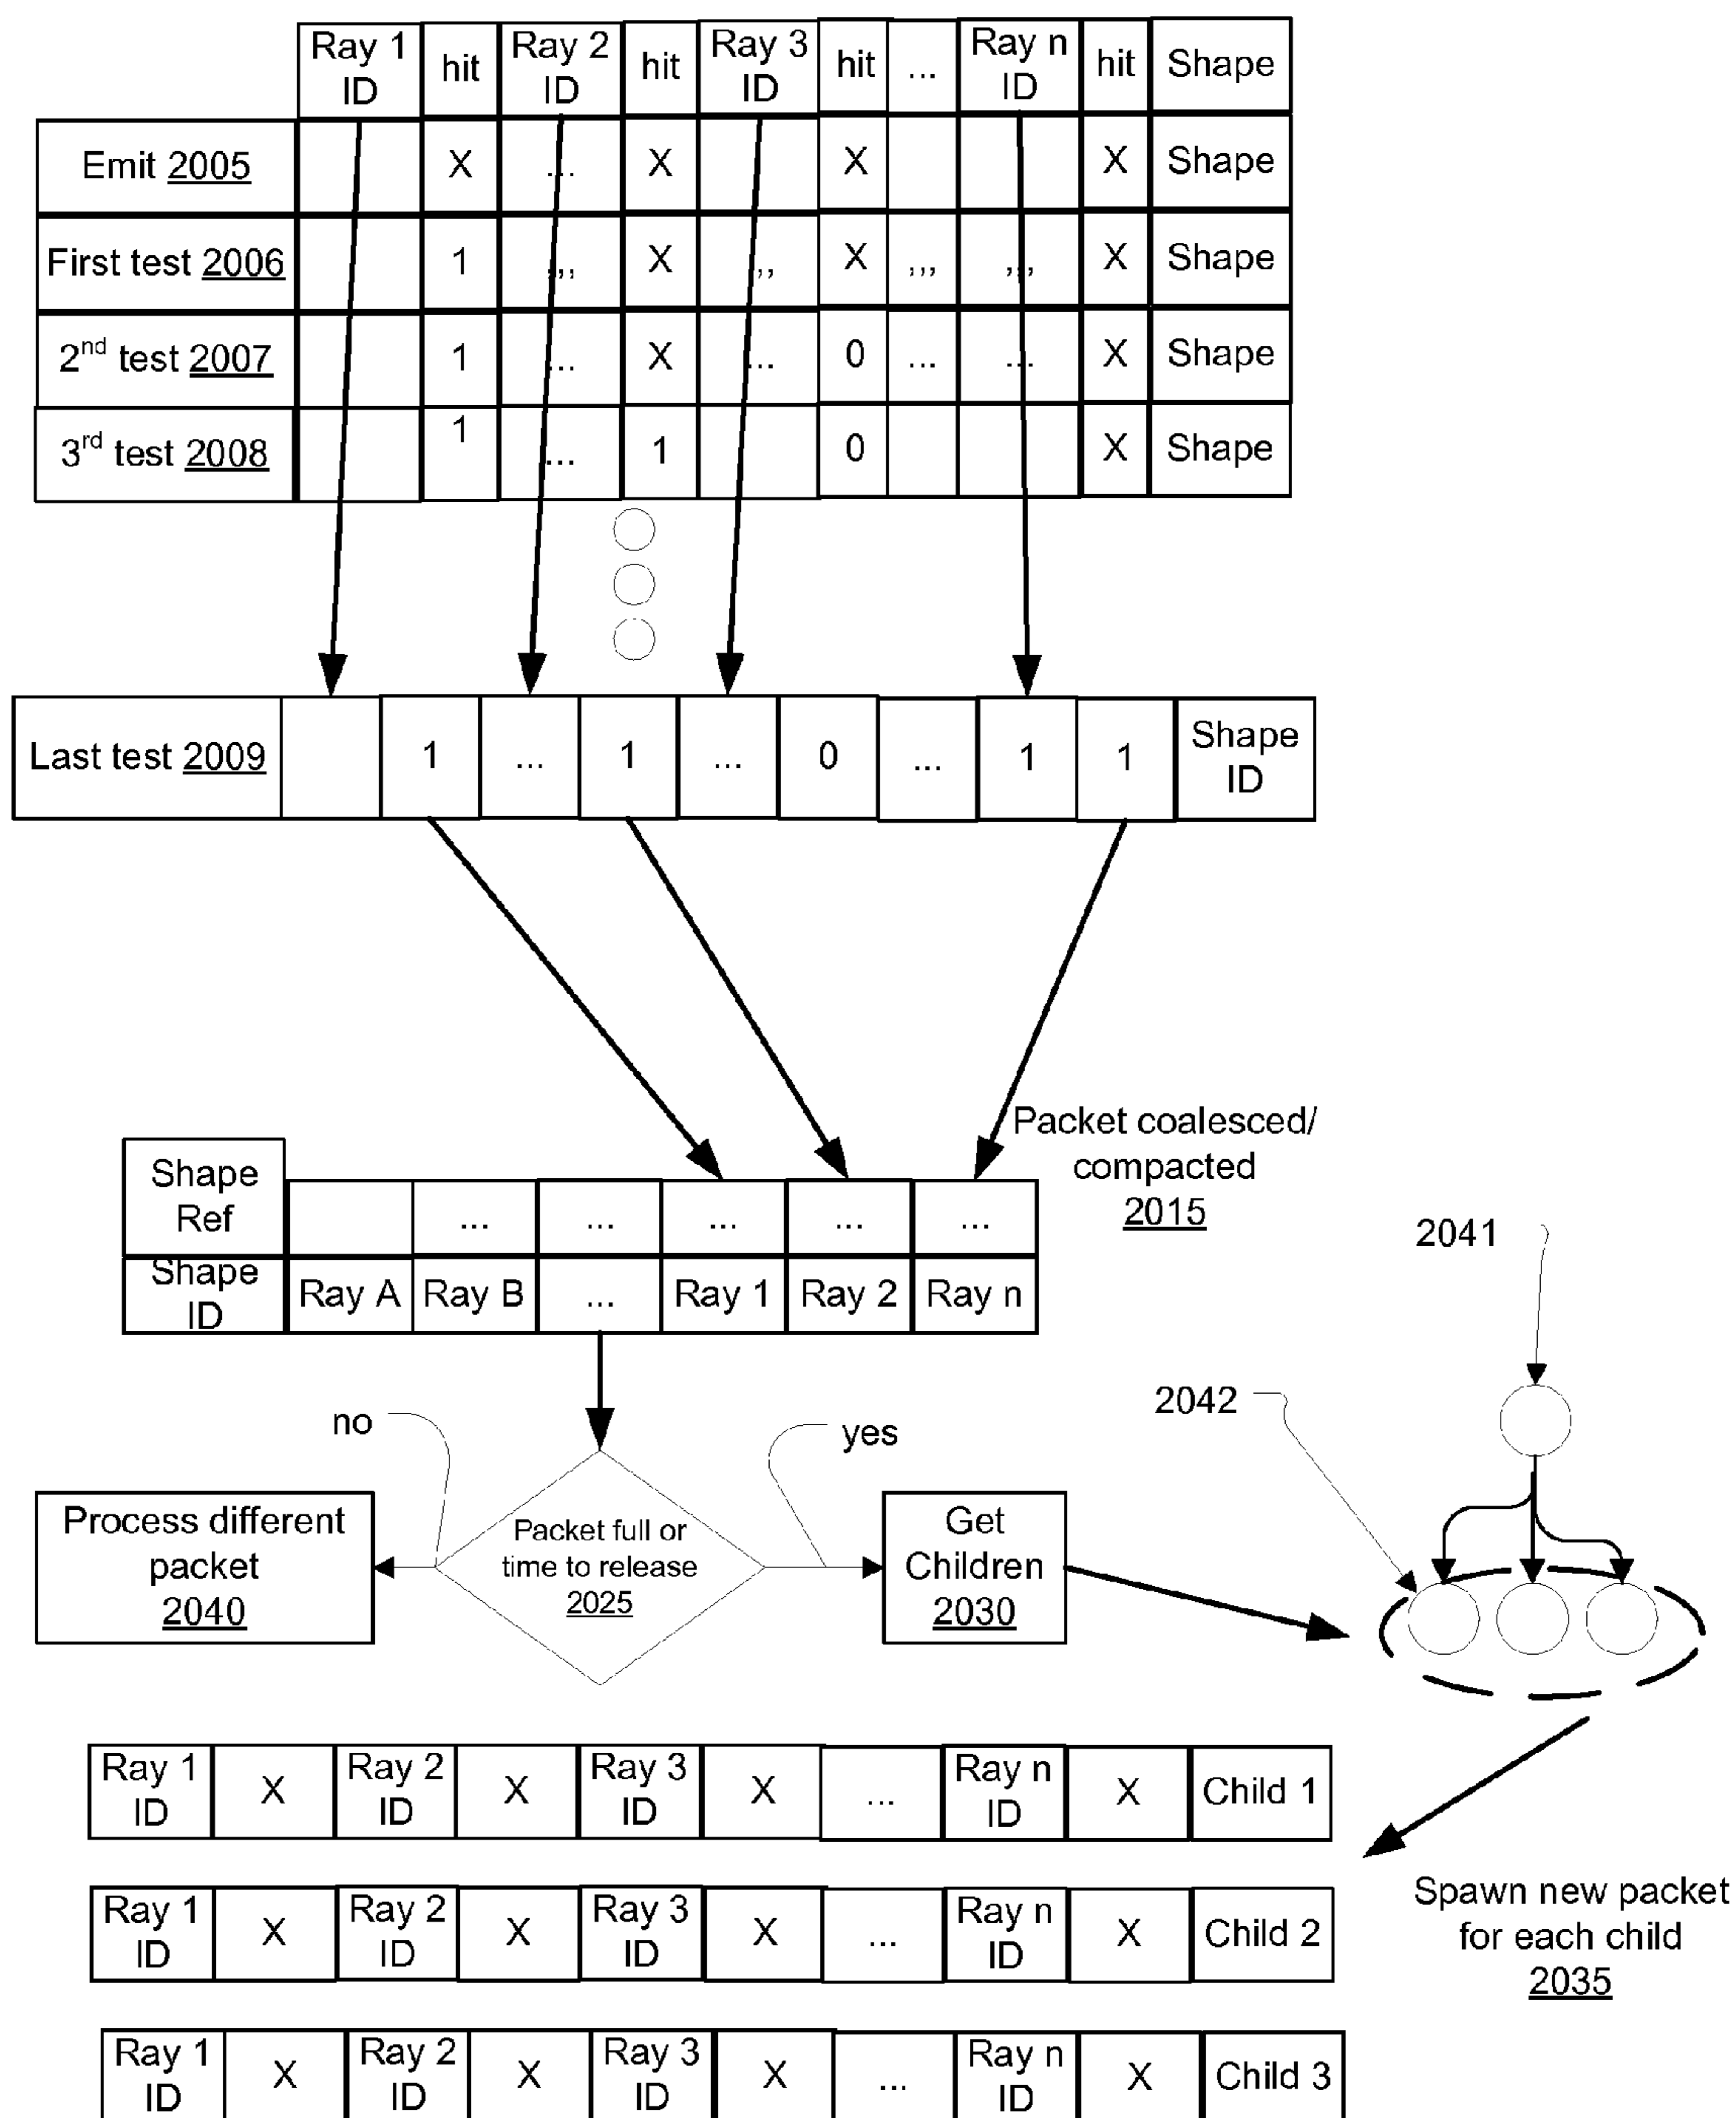 Ray 1 ID hit Ray 2 ID hit Ray 3 ID hit ... Ray n ID hit Shape
Emit 2005 X ... X X X Shape
First test 2006 1 ,,, X ,, X ,,, ,,, X Shape
2nd test 2007 1 ... X ... 0 ... ... X Shape
3rd test 2008 1 ... 1 0 X Shape
Last test 2009 1 ... 1 ... 0 ... 1 1 Shape ID
Packet coalesced/
compacted
2015
Shape Ref ... ... ... ... ...
Shape ID Ray A Ray B ... Ray 1 Ray 2 Ray n
2041
2042
no
yes
Process different
packet
2040
Packet full or
time to release
2025
Get
Children
2030
Ray 1 ID X Ray 2 ID X Ray 3 ID X ... Ray n ID X Child 1
Ray 1 ID X Ray 2 ID X Ray 3 ID X ... Ray n ID X Child 2
Spawn new packet
for each child
2035
Ray 1 ID X Ray 2 ID X Ray 3 ID X ... Ray n ID X Child 3